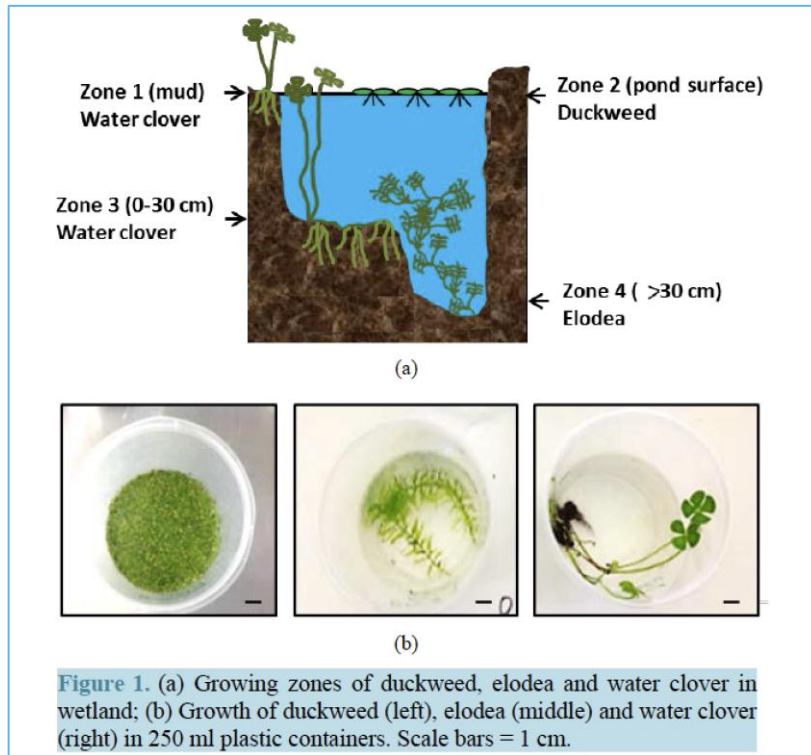 Zone 1 (mud)
Water clover
Zone 2 (pond surface)
Duckweed
Zone 3 (0-30 cm)
Water clover
Zone 4 ( >30 cm)
Elodea
(a)
(b)
Figure 1. (a) Growing zones of duckweed, elodea and water clover in
wetland; (b) Growth of duckweed (left), elodea (middle) and water clover
(right) in 250 ml plastic containers. Scale bars = 1 cm.